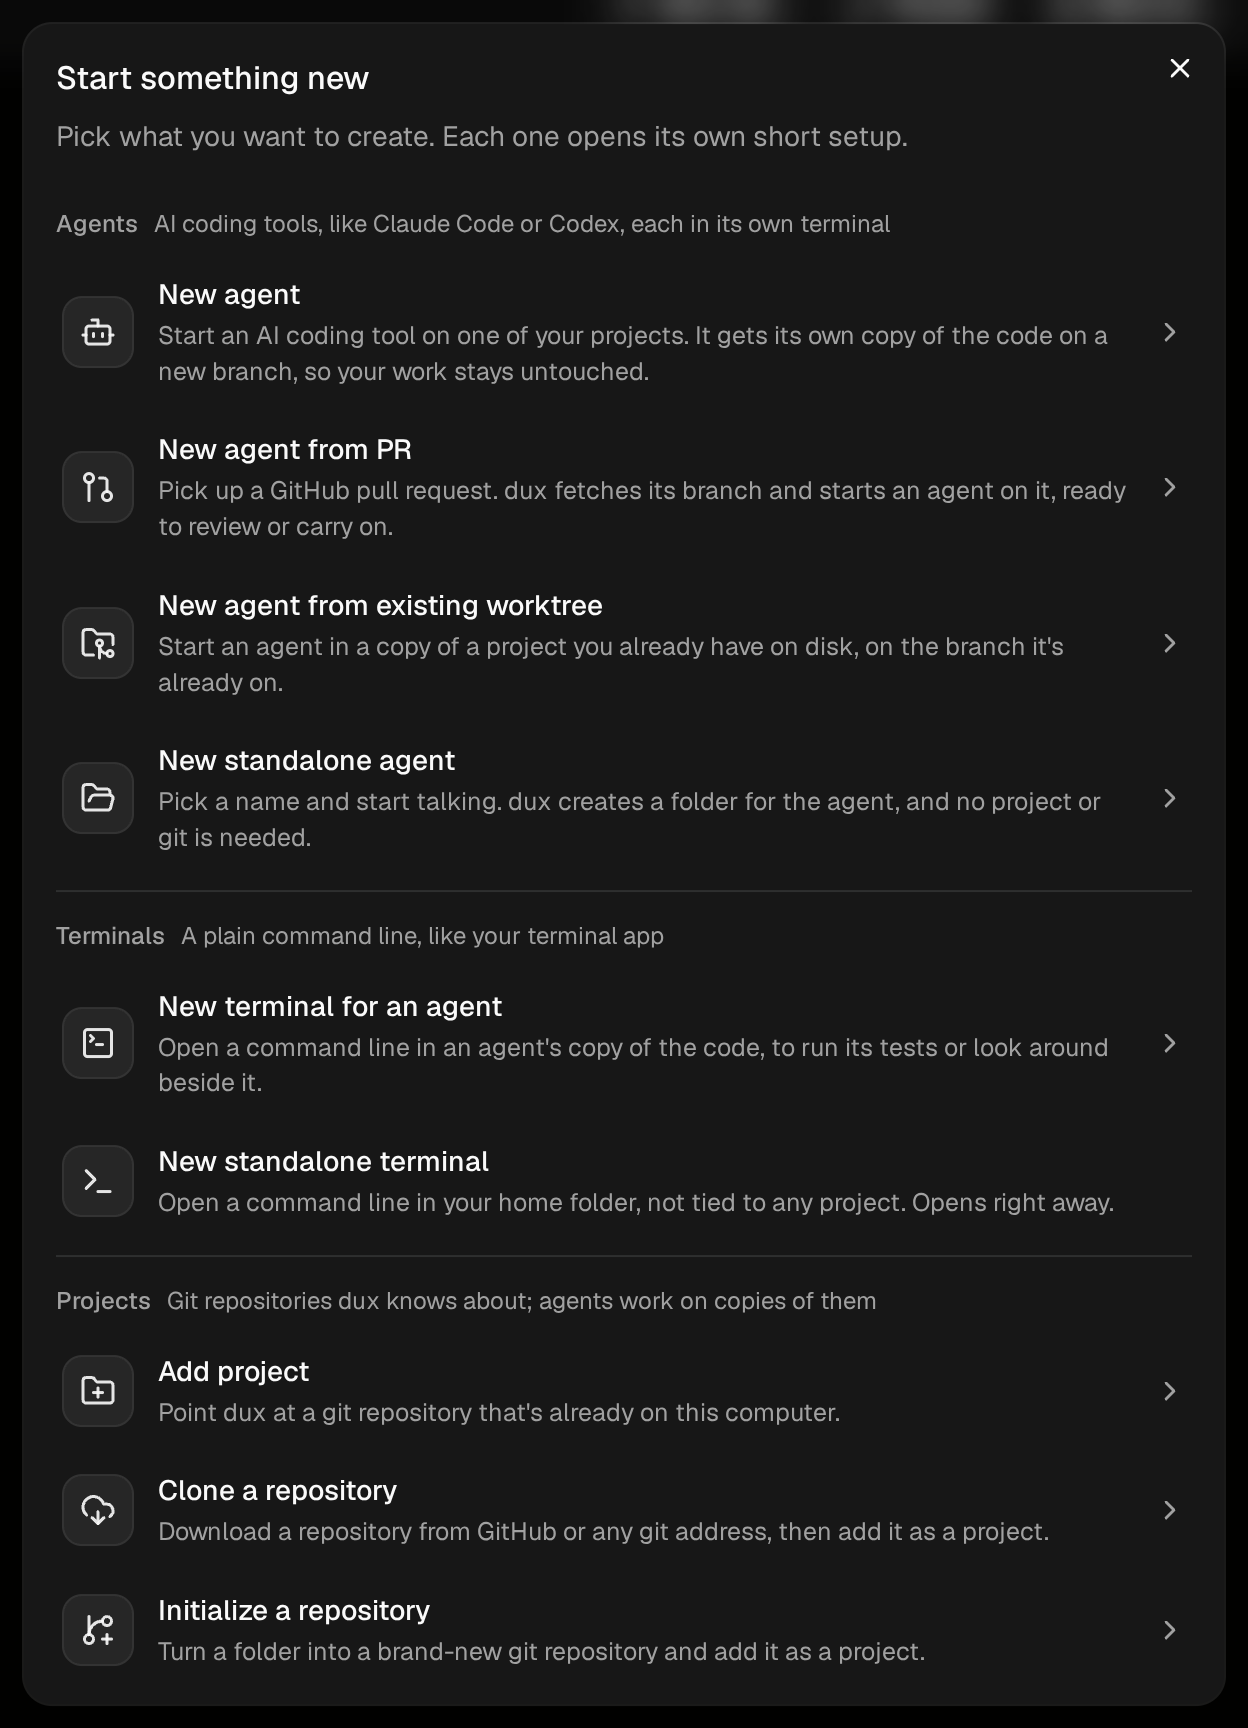 Start something new
Pick what you want to create. Each one opens its own short setup.
Agents AI coding tools, like Claude Code or Codex, each in its own terminal
New agent
Start an AI coding tool on one of your projects. It gets its own copy of the code on a
new branch, so your work stays untouched.
New agent from PR
Pick up a GitHub pull request. dux fetches its branch and starts an agent on it, ready
to review or carry on.
New agent from existing worktree
Start an agent in a copy of a project you already have on disk, on the branch it's
already on.
New standalone agent
Pick a name and start talking. dux creates a folder for the agent, and no project or
git is needed.
Terminals A plain command line, like your terminal app
New terminal for an agent
Open a command line in an agent's copy of the code, to run its tests or look around
beside it.
New standalone terminal
Open a command line in your home folder, not tied to any project. Opens right away.
Projects Git repositories dux knows about; agents work on copies of them
Add project
Point dux at a git repository that's already on this computer.
Clone a repository
Download a repository from GitHub or any git address, then add it as a project.
Initialize a repository
Turn a folder into a brand-new git repository and add it as a project.